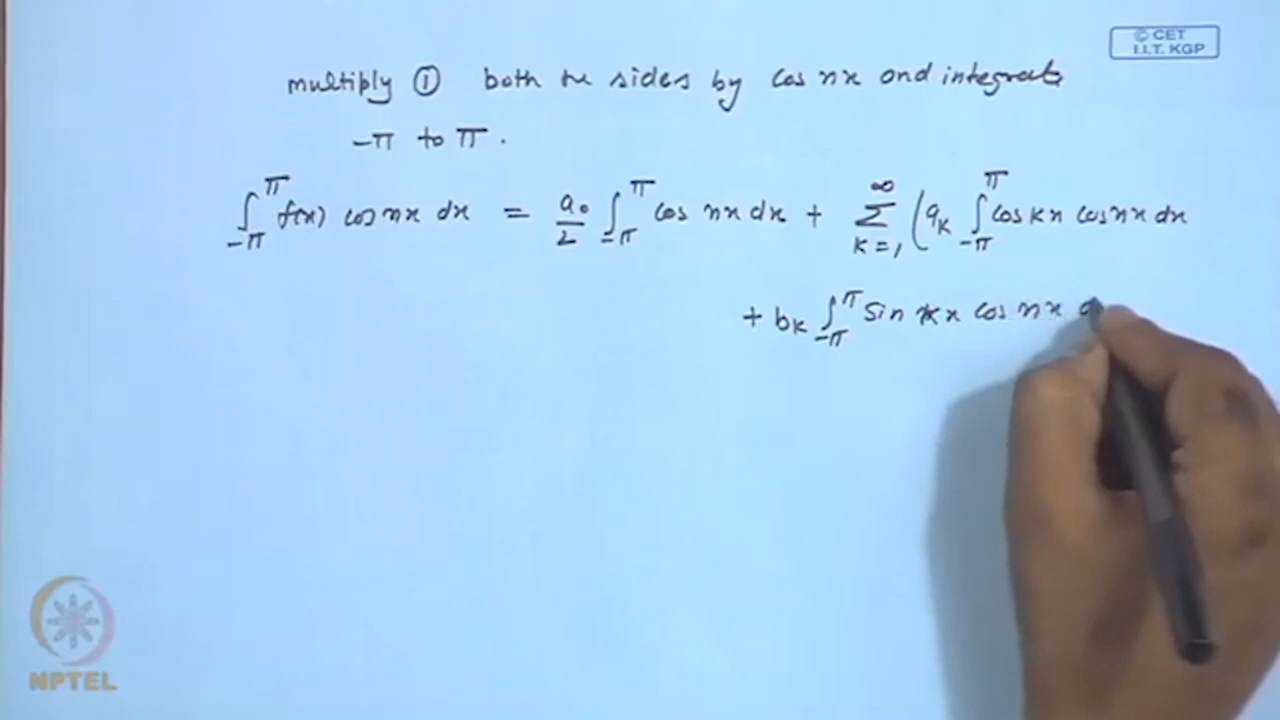 © CET
I.I.T. KGP
multiply ① both the sides by cos nx and integrate
-π to π.
∫_{-π}^{π} f(x) cos nx dx = a₀/2 ∫_{-π}^{π} cos nx dx + ∑_{k=1}^{∞} (a_k ∫_{-π}^{π} cos kx cos nx dx
+ b_k ∫_{-π}^{π} sin kx cos nx d
NPTEL